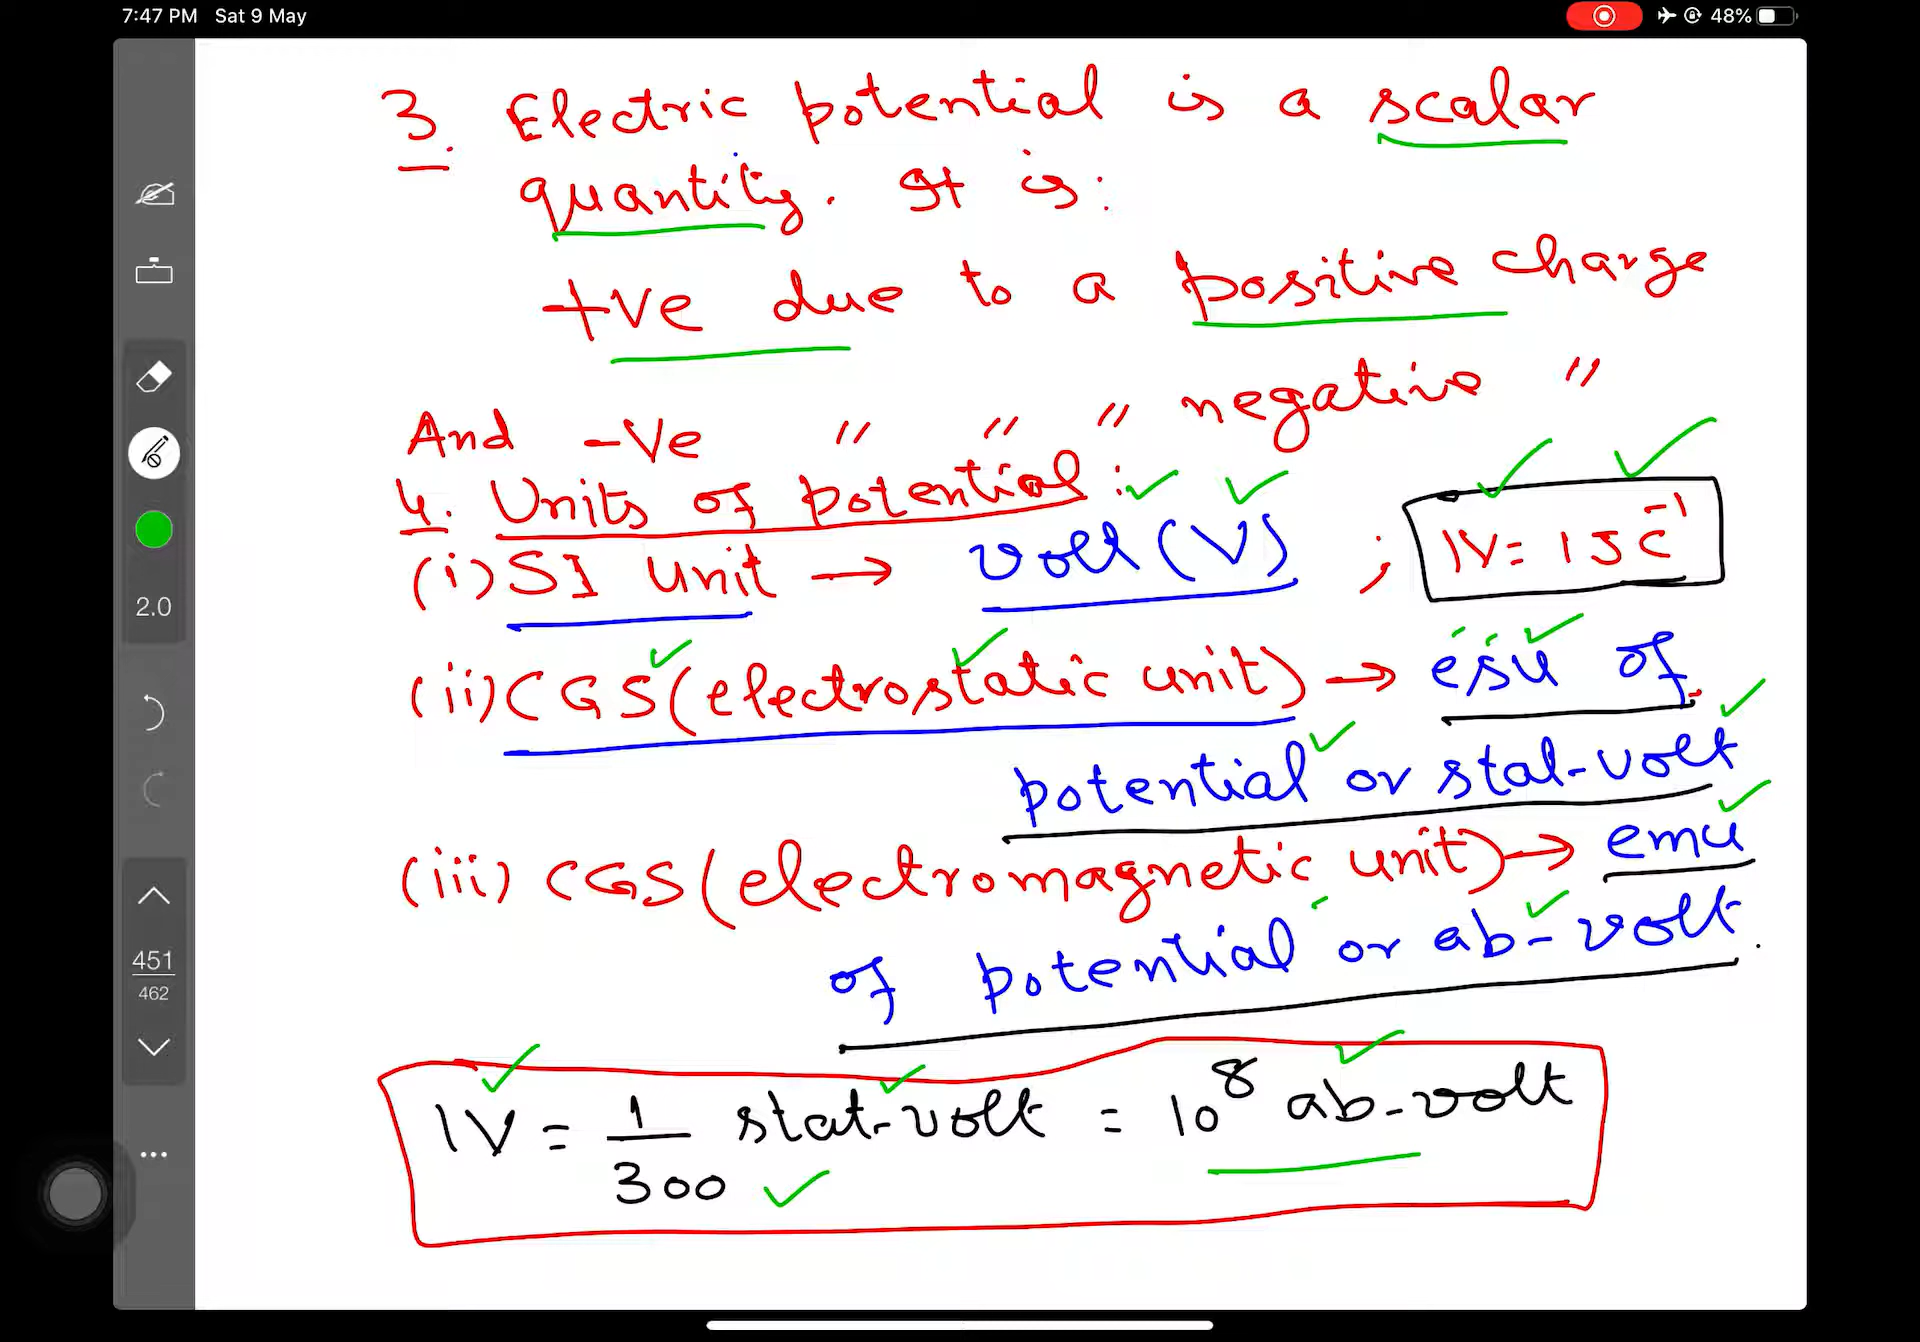 7:47 PM Sat 9 May
48%
3. Electric potential is a scalar
quantity. It is:
+ve due to a positive charge
And -Ve " " " negative "
4. Units of potential:
(i) SI unit → volt (V) ; 1V = 1 J C⁻¹
(ii) CGS (electrostatic unit) → esu of
potential or stat-volt
(iii) CGS (electromagnetic unit) → emu
of potential or ab-volt.
1V = 1/300 stat-volt = 10⁸ ab-volt
2.0
451
462